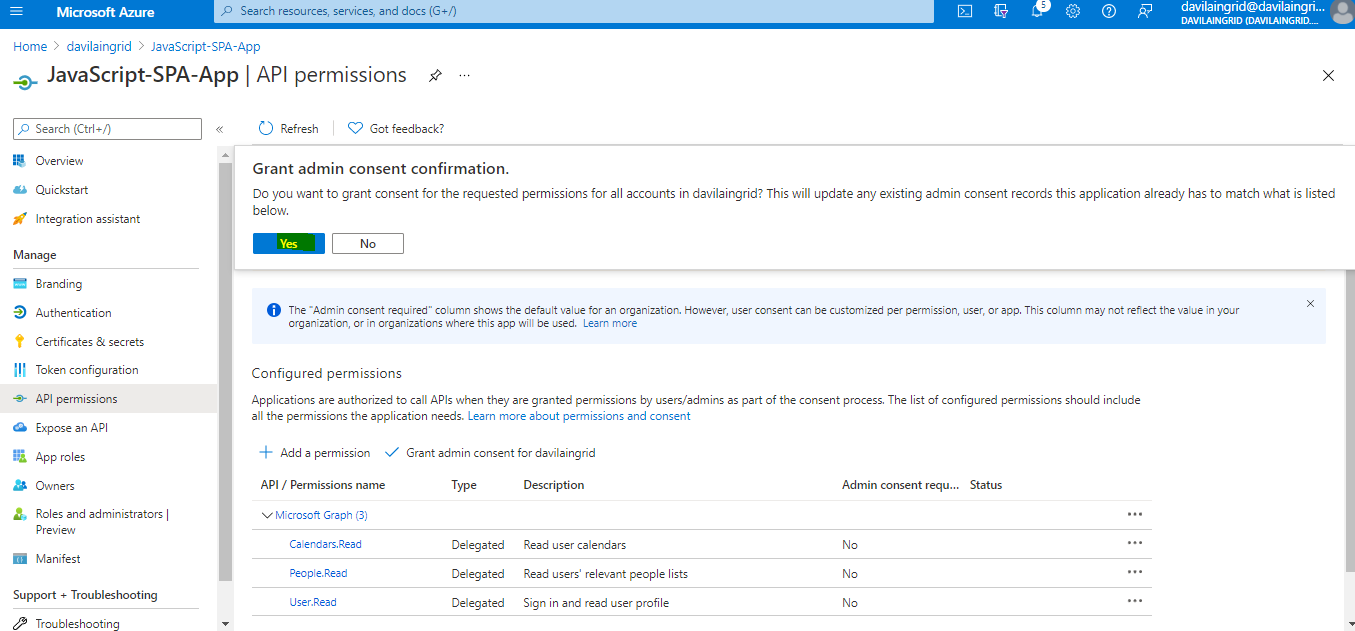 Microsoft Azure
Search resources, services, and docs (G+/)
5
davilaingrid@davilaingri...
DAVILAINGRID (DAVILAINGRID....
Home > davilaingrid > JavaScript-SPA-App
JavaScript-SPA-App | API permissions
Search (Ctrl+/)
Refresh
Got feedback?
Overview
Quickstart
Integration assistant
Manage
Branding
Authentication
Certificates & secrets
Token configuration
API permissions
Expose an API
App roles
Owners
Roles and administrators |
Preview
Manifest
Support + Troubleshooting
Troubleshooting
Grant admin consent confirmation.
Do you want to grant consent for the requested permissions for all accounts in davilaingrid? This will update any existing admin consent records this application already has to match what is listed
below.
Yes
No
The "Admin consent required" column shows the default value for an organization. However, user consent can be customized per permission, user, or app. This column may not reflect the value in your
organization, or in organizations where this app will be used. Learn more
Configured permissions
Applications are authorized to call APIs when they are granted permissions by users/admins as part of the consent process. The list of configured permissions should include
all the permissions the application needs. Learn more about permissions and consent
Add a permission
Grant admin consent for davilaingrid
API / Permissions name Type Description Admin consent requ... Status
Microsoft Graph (3)
Calendars.Read Delegated Read user calendars No
People.Read Delegated Read users' relevant people lists No
User.Read Delegated Sign in and read user profile No